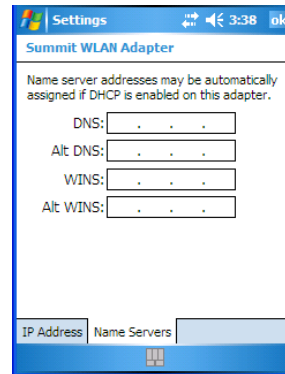 Settings 3:38 ok
Summit WLAN Adapter
Name server addresses may be automatically
assigned if DHCP is enabled on this adapter.
DNS: . . .
Alt DNS: . . .
WINS: . . .
Alt WINS: . . .
IP Address Name Servers